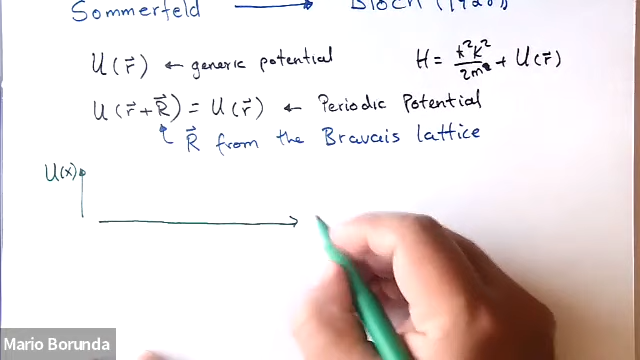 Sommerfeld → Bloch (1928)
U(r⃗) ← generic potential
H = ħ²k²/2m + U(r⃗)
U(r⃗ + R⃗) = U(r⃗) ← Periodic Potential
R⃗ from the Bravais lattice
U(x)
Mario Borunda